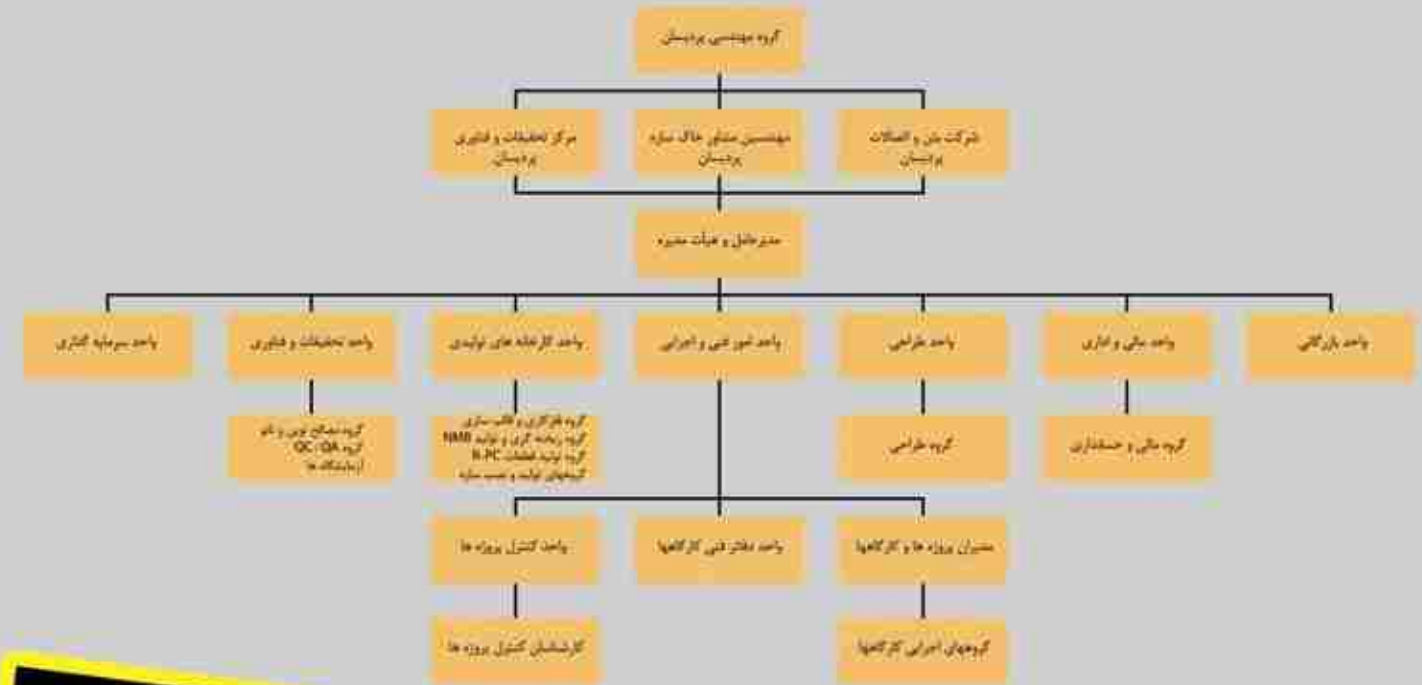 گروه مهندسی پردیسان
شرکت بتن و اتصالات
پردیسان
مهندسین مشاور خاک سازه
پردیسان
مرکز تحقیقات و فناوری
پردیسان
مدیرعامل و هیأت مدیره
واحد بازرگانی
واحد مالی و اداری
واحد طراحی
واحد امور فنی و اجرایی
واحد کارخانه های تولیدی
واحد تحقیقات و فناوری
واحد سرمایه گذاری
گروه مالی و حسابداری
گروه طراحی
گروه فلزکاری و قالب سازی
گروه ریخته گری و تولید NMB
گروه تولید قطعات R-PC
گروههای تولید و نصب سازه
گروه مصالح نوین و نانو
گروه QC / QA
آزمایشگاه ها
مدیران پروژه ها و کارگاهها
واحد دفاتر فنی کارگاهها
واحد کنترل پروژه ها
گروههای اجرایی کارگاهها
کارشناسان کنترل پروژه ها